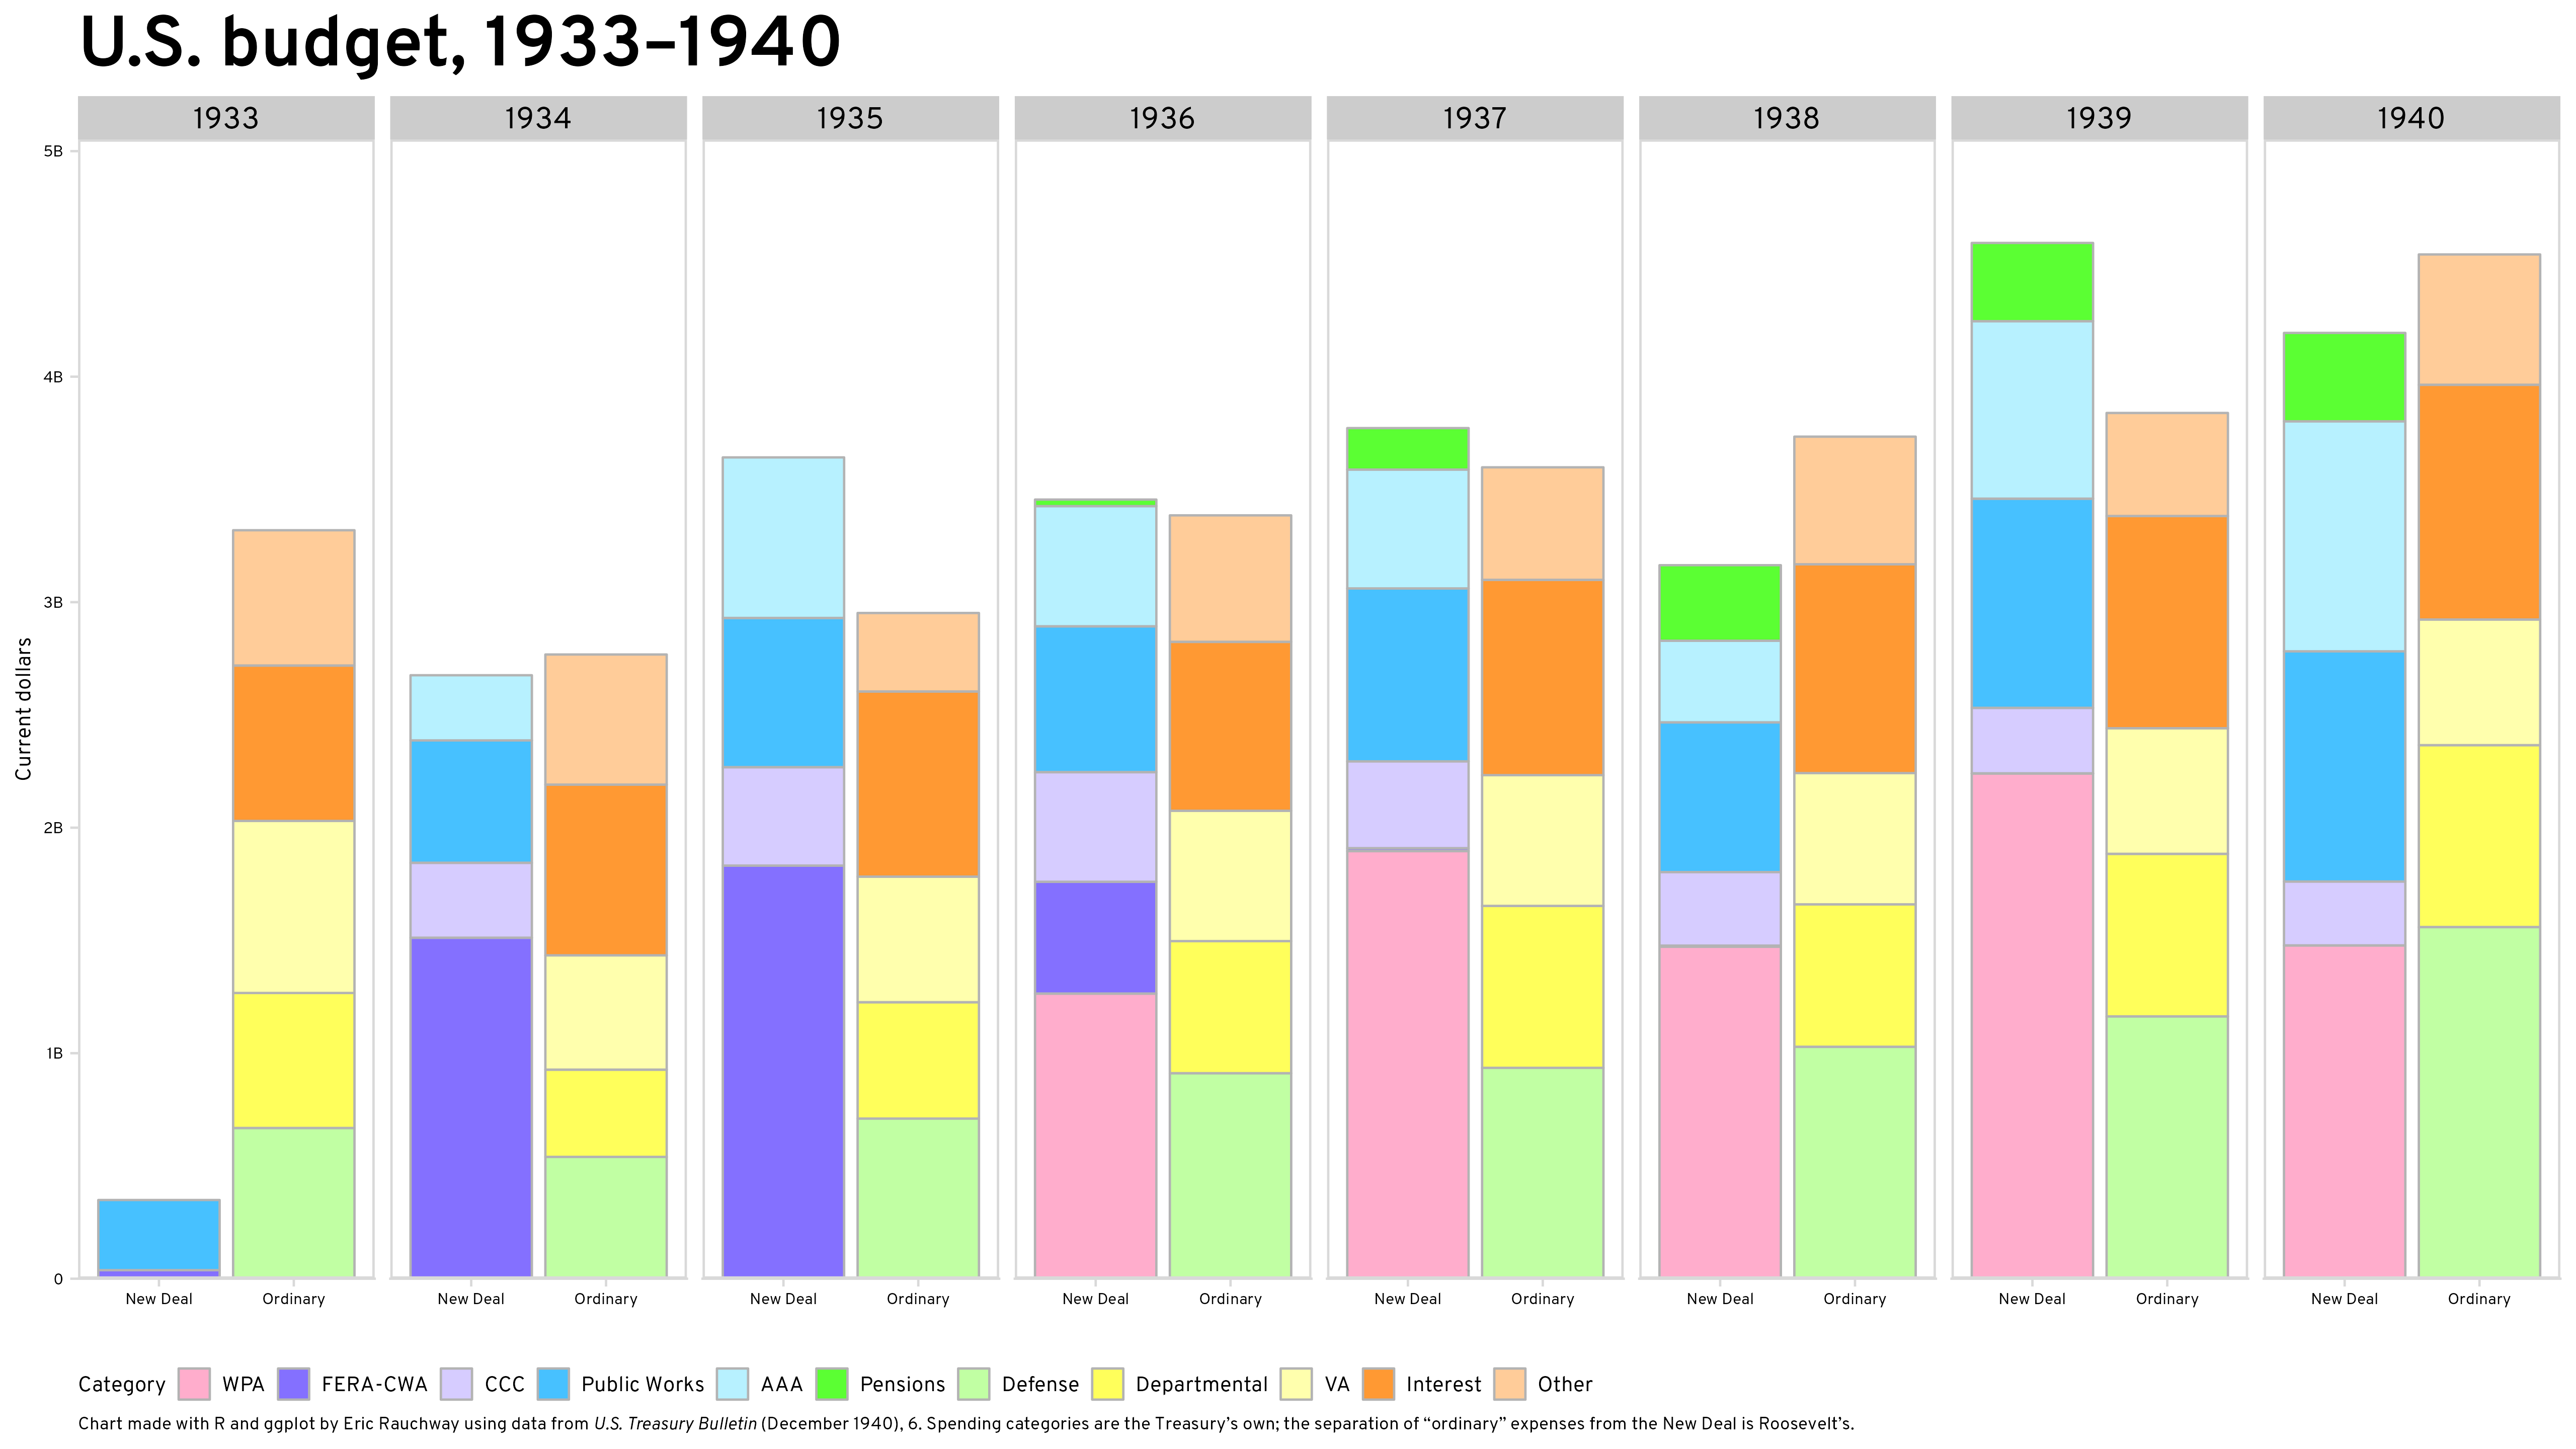 U.S. budget, 1933–1940
1933 1934 1935 1936 1937 1938 1939 1940
5B
4B
3B
2B
1B
0
Current dollars
New Deal Ordinary New Deal Ordinary New Deal Ordinary New Deal Ordinary New Deal Ordinary New Deal Ordinary New Deal Ordinary New Deal Ordinary
Category WPA FERA-CWA CCC Public Works AAA Pensions Defense Departmental VA Interest Other
Chart made with R and ggplot by Eric Rauchway using data from U.S. Treasury Bulletin (December 1940), 6. Spending categories are the Treasury’s own; the separation of “ordinary” expenses from the New Deal is Roosevelt’s.